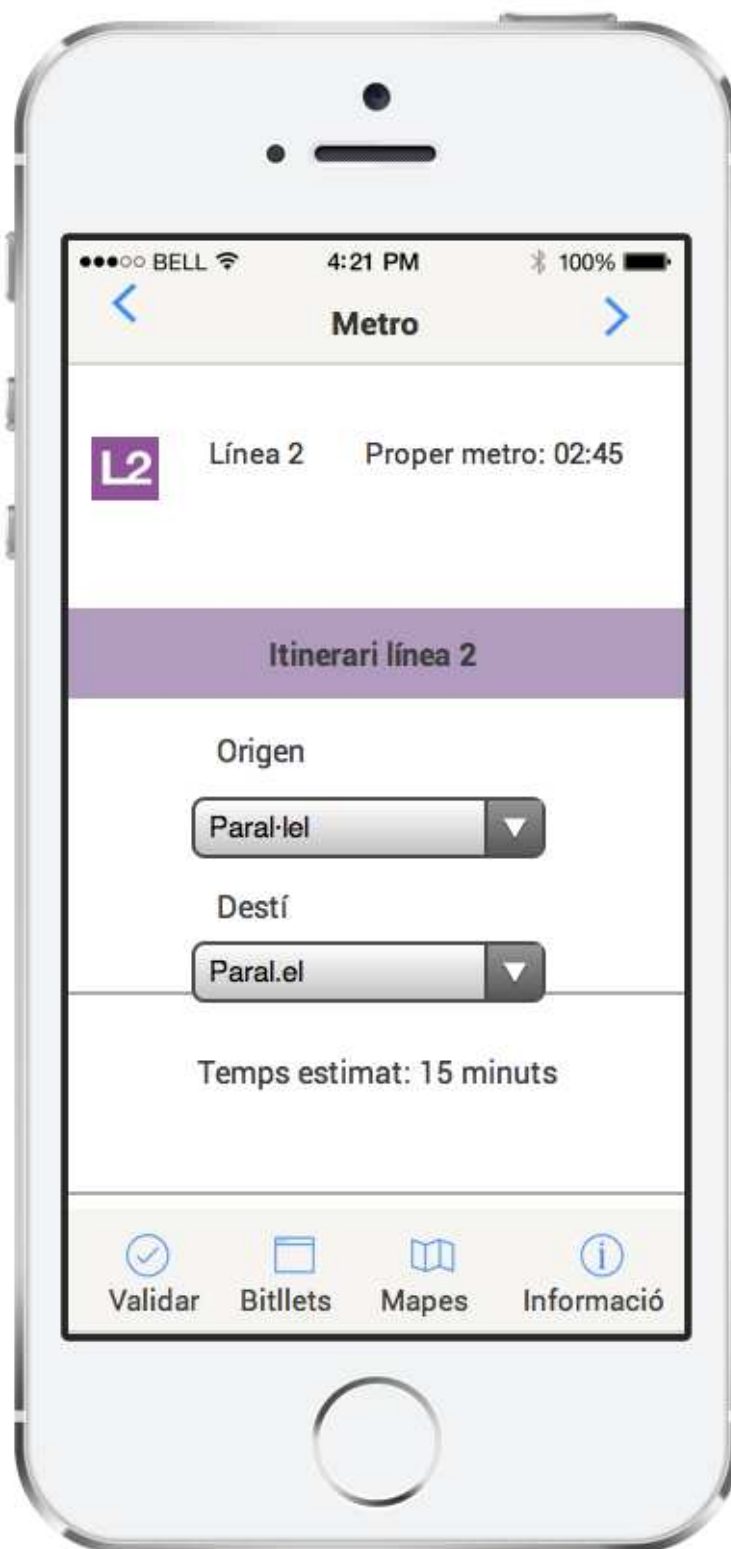 BELL 4:21 PM 100%
Metro
L2 Línea 2 Proper metro: 02:45
Itinerari línea 2
Orígen
Paral·lel
Destí
Paral.el
Temps estimat: 15 minuts
Validar Bitllets Mapes Informació